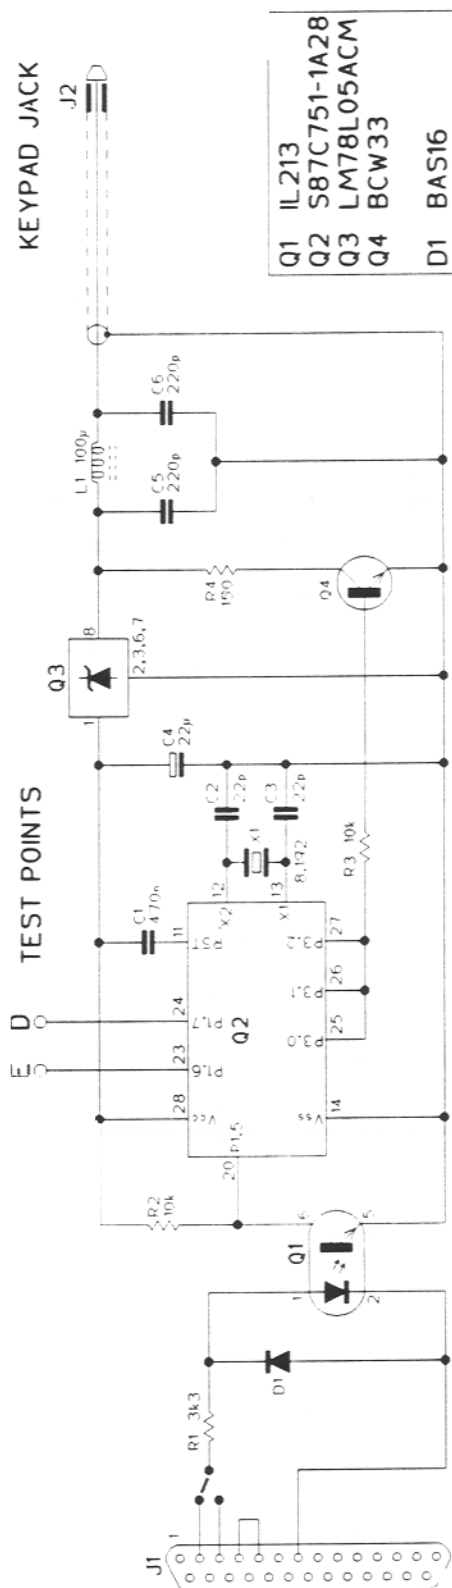 KEYPAD JACK
J2
TEST POINTS
E D
Q3
1
8
2,3,6,7
L1 100µ
C5
220p
C6
220p
R4
Q4
C4
22µ
C1
470n
C2
22p
C3
22p
X1
8,192
R3 10k
Q2
28
Vcc
23
P1.6
24
P1.7
11
RST
12
X2
13
X1
20
P1.5
14
Vss
25
P3.0
26
P3.1
27
P3.2
R2
10k
Q1
1
2
6
5
D1
R1 3k3
J1
1
Q1 IL213
Q2 S87C751-1A28
Q3 LM78L05ACM
Q4 BCW33
D1 BAS16